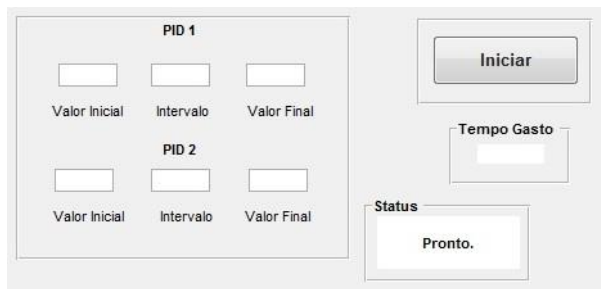 PID 1
Valor Inicial Intervalo Valor Final
PID 2
Valor Inicial Intervalo Valor Final
Iniciar
Tempo Gasto
Status
Pronto.